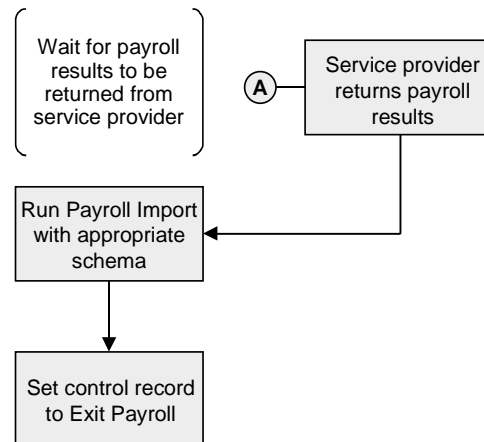 Wait for payroll
results to be
returned from
service provider
A
Service provider
returns payroll
results
Run Payroll Import
with appropriate
schema
Set control record
to Exit Payroll